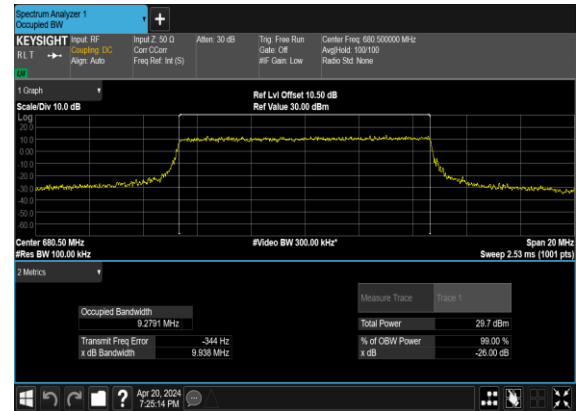 Spectrum Analyzer 1
Occupied BW
+
KEYSIGHT
RLT
LW
Input: RF
Coupling: DC
Align: Auto
Input Z: 50 Ω
Corr CCorr
Freq Ref: Int (S)
Atten: 30 dB
Trig: Free Run
Gate: Off
#IF Gain: Low
Center Freq: 680.500000 MHz
Avg|Hold: 100/100
Radio Std: None
1 Graph
Scale/Div 10.0 dB
Ref Lvl Offset 10.50 dB
Ref Value 30.00 dBm
Log
20.0
10.0
0.00
-10.0
-20.0
-30.0
-40.0
-50.0
-60.0
Center 680.50 MHz
#Res BW 100.00 kHz
#Video BW 300.00 kHz*
Span 20 MHz
Sweep 2.53 ms (1001 pts)
2 Metrics
Measure Trace Trace 1
Occupied Bandwidth
9.2791 MHz
Total Power 29.7 dBm
Transmit Freq Error -344 Hz
x dB Bandwidth 9.938 MHz
% of OBW Power 99.00 %
x dB -26.00 dB
?
Apr 20, 2024
7:25:14 PM